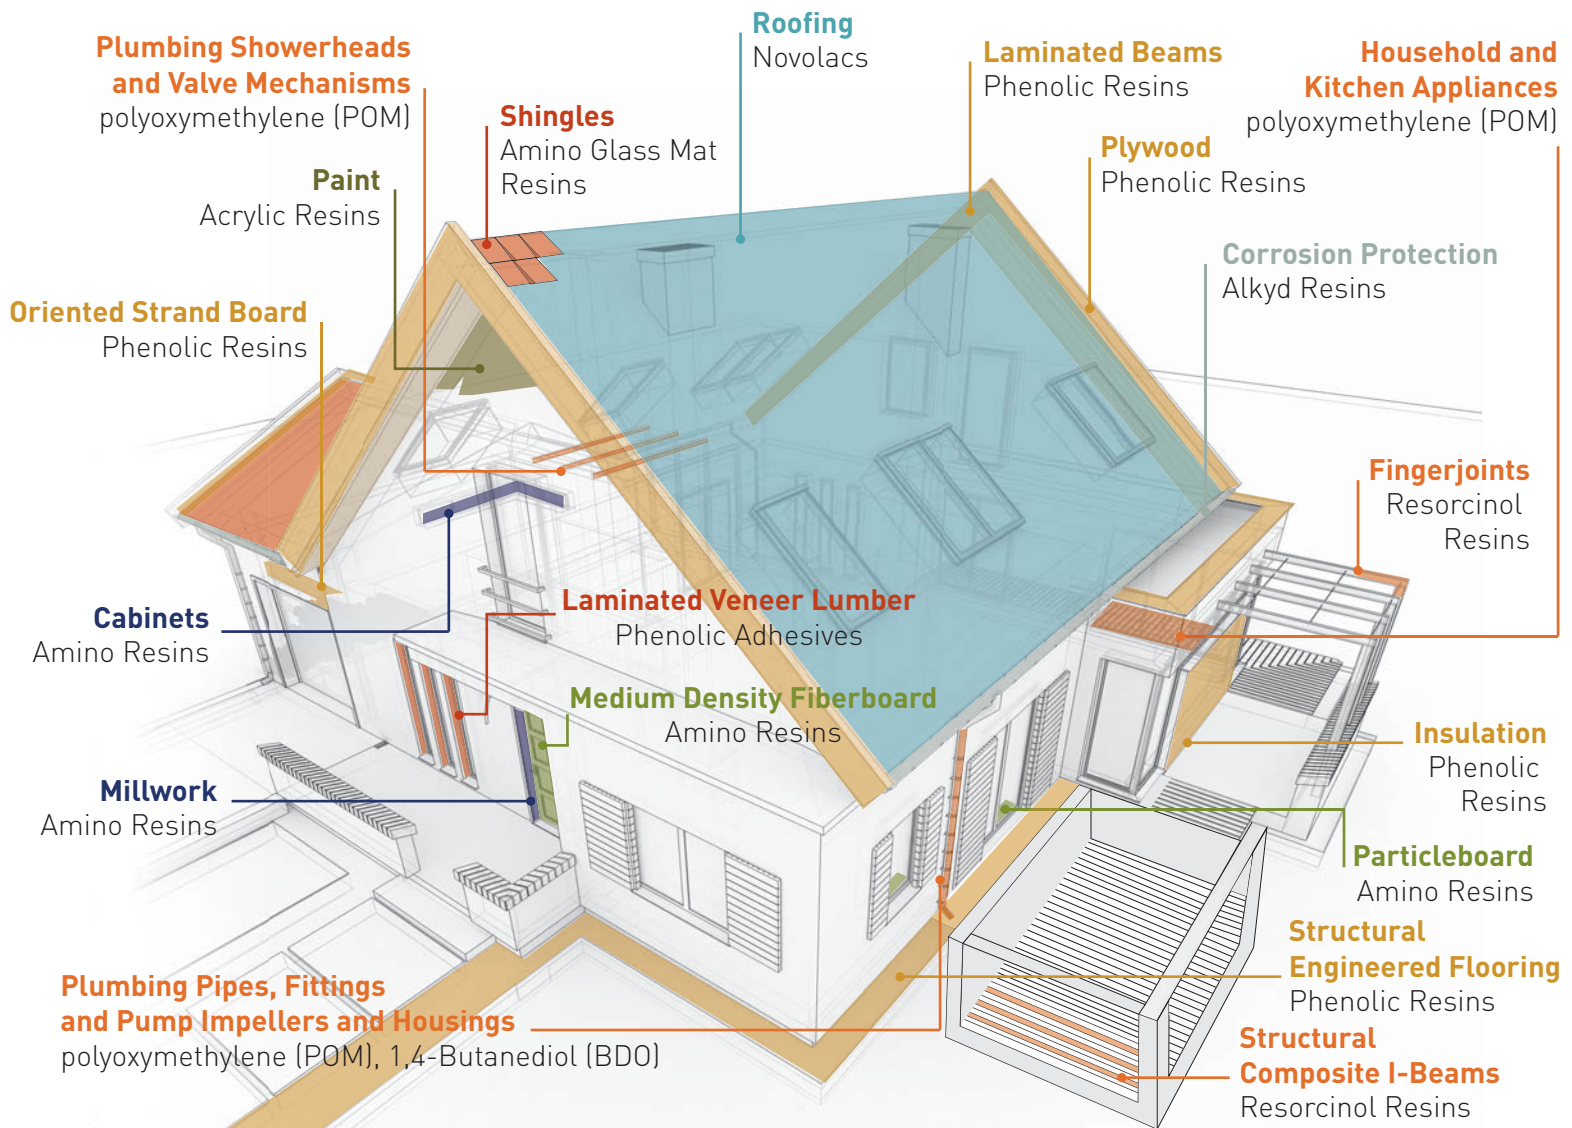 Roofing
Novolacs
Plumbing Showerheads
and Valve Mechanisms
polyoxymethylene (POM)
Laminated Beams
Phenolic Resins
Household and
Kitchen Appliances
polyoxymethylene (POM)
Shingles
Amino Glass Mat
Resins
Plywood
Phenolic Resins
Paint
Acrylic Resins
Corrosion Protection
Alkyd Resins
Oriented Strand Board
Phenolic Resins
Fingerjoints
Resorcinol
Resins
Cabinets
Amino Resins
Laminated Veneer Lumber
Phenolic Adhesives
Medium Density Fiberboard
Amino Resins
Insulation
Phenolic
Resins
Millwork
Amino Resins
Particleboard
Amino Resins
Structural
Engineered Flooring
Phenolic Resins
Plumbing Pipes, Fittings
and Pump Impellers and Housings
polyoxymethylene (POM), 1,4-Butanediol (BDO)
Structural
Composite I-Beams
Resorcinol Resins